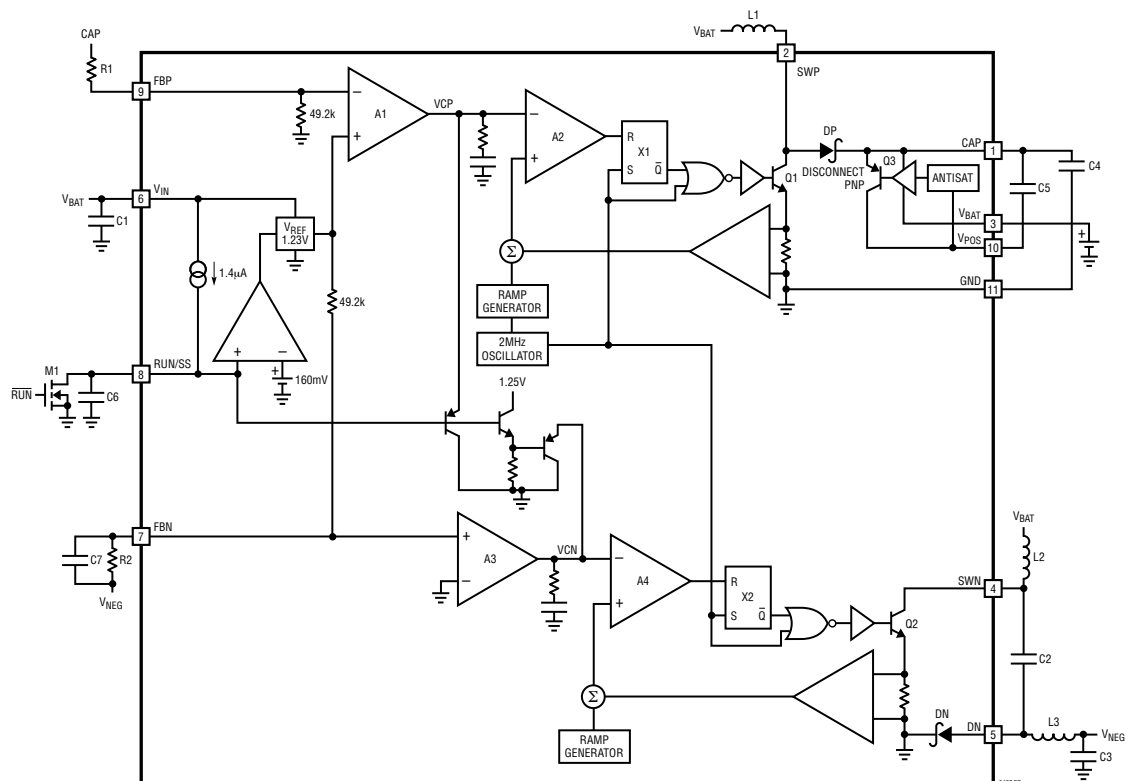 L1
VBAT
2
SWP
CAP
R1
9
FBP
49.2k
−
A1
+
VCP
−
A2
+
R
X1
S
Q̄
Q1
DP
DISCONNECT
PNP
Q3
ANTISAT
CAP
1
C5
C4
VBAT
3
+
VPOS
10
GND
11
VBAT
6
VIN
C1
VREF
1.23V
1.4µA
49.2k
Σ
RAMP
GENERATOR
2MHz
OSCILLATOR
+
−
+
160mV
M1
R̅U̅N̅
C6
8
RUN/SS
1.25V
7
FBN
C7
R2
VNEG
+
A3
−
VCN
−
A4
+
R
X2
S
Q̄
Q2
VBAT
L2
SWN
4
C2
Σ
RAMP
GENERATOR
DN
DN
5
L3
VNEG
C3